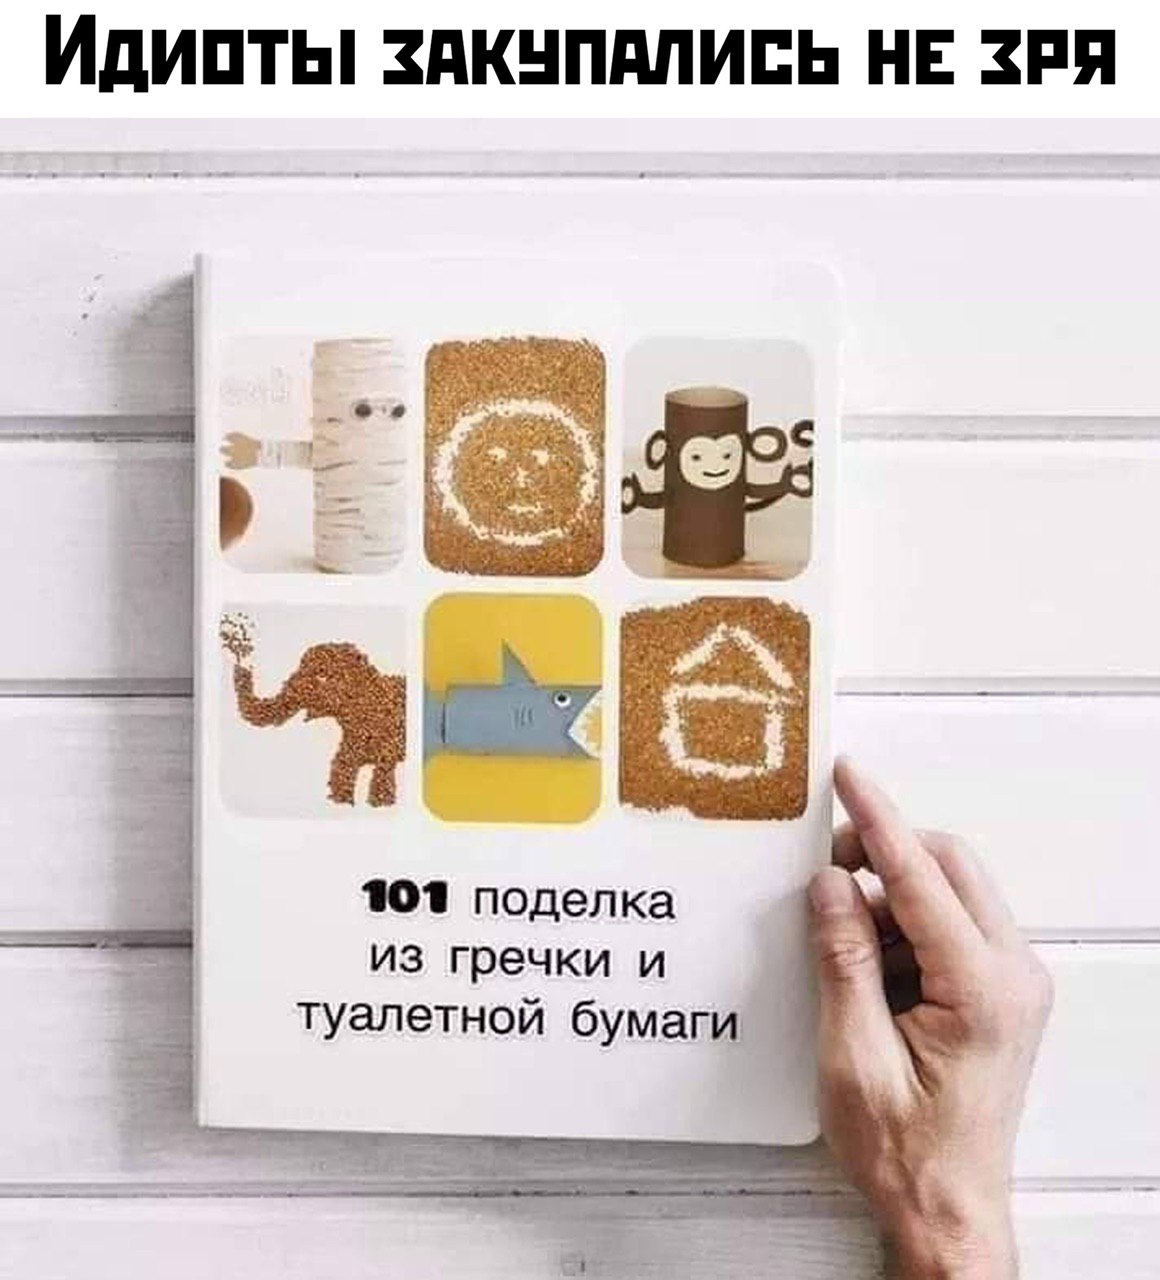 Идиоты закупались не зря
101 поделка
из гречки и
туалетной бумаги